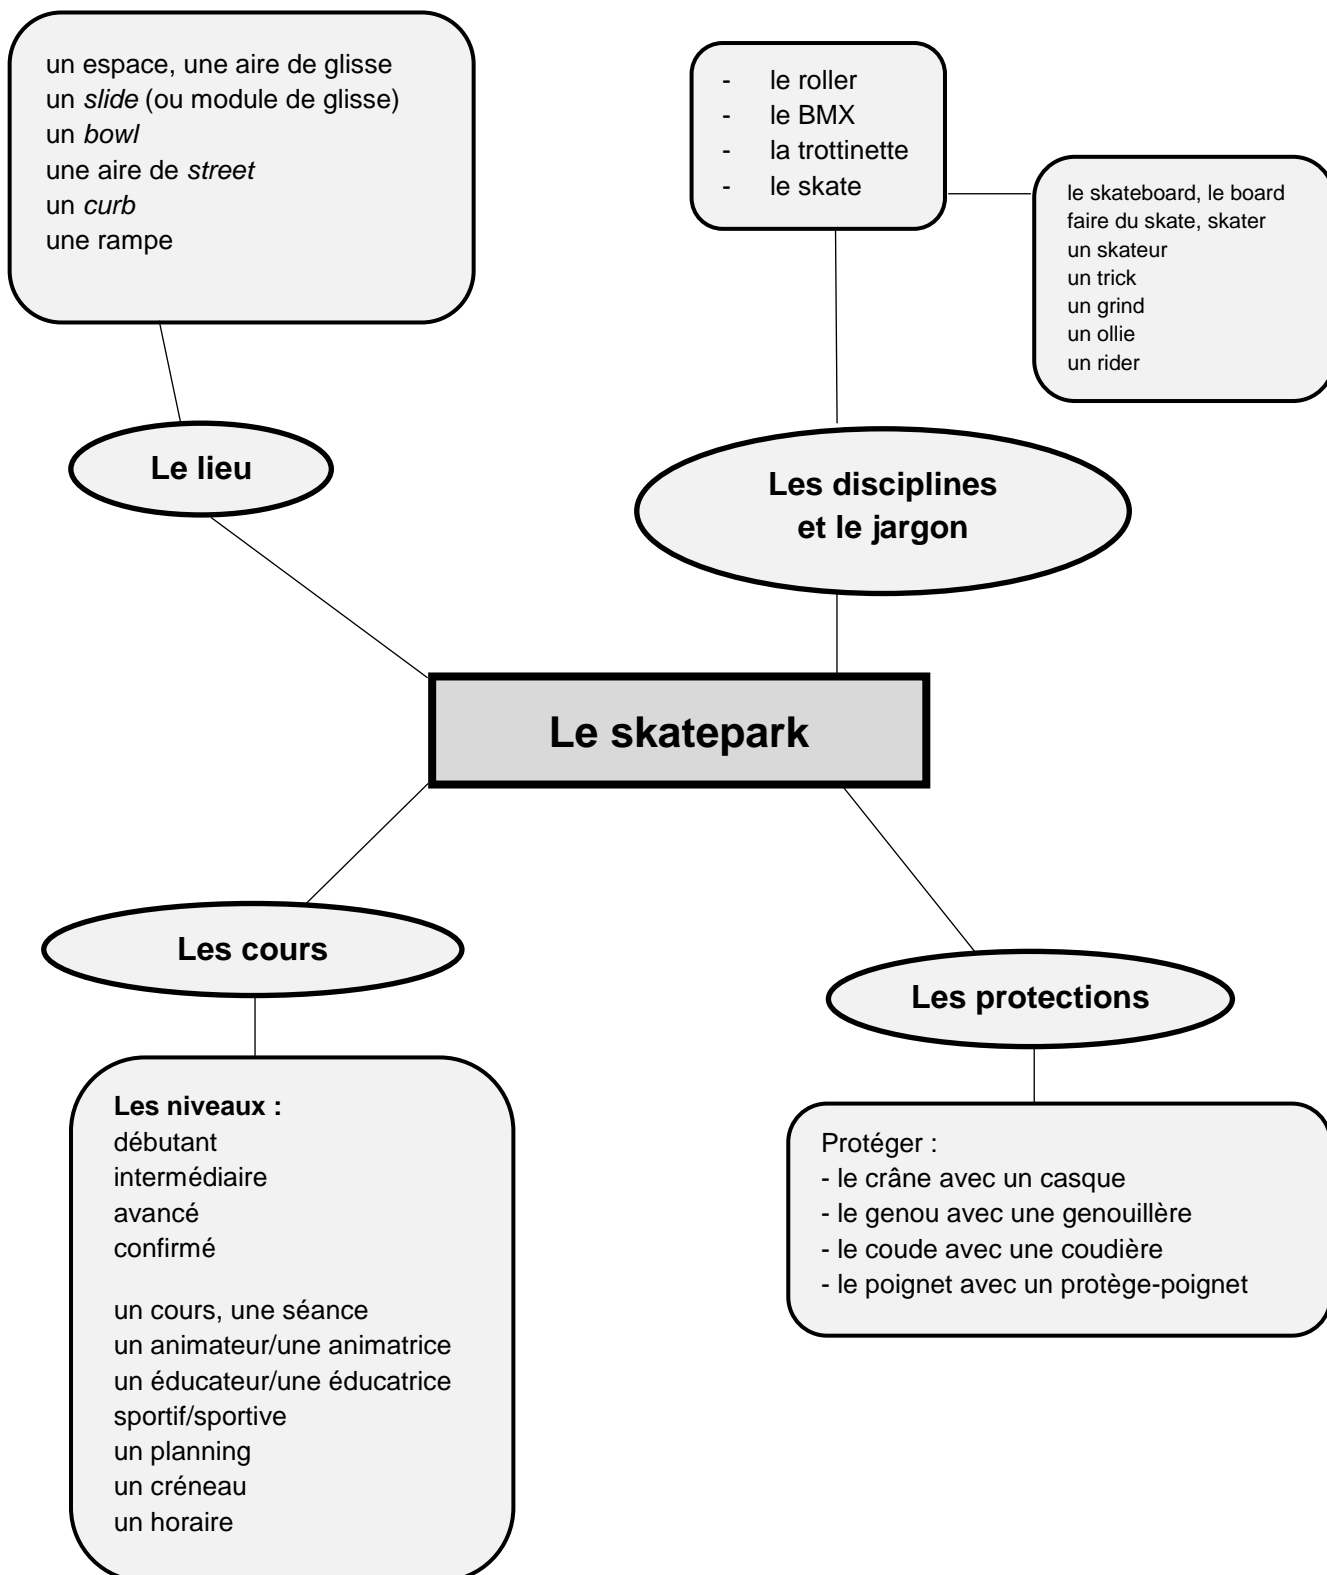 un espace, une aire de glisse
un slide (ou module de glisse)
un bowl
une aire de street
un curb
une rampe
- le roller
- le BMX
- la trottinette
- le skate
le skateboard, le board
faire du skate, skater
un skateur
un trick
un grind
un ollie
un rider
Le lieu
Les disciplines
et le jargon
Le skatepark
Les cours
Les protections
Les niveaux :
débutant
intermédiaire
avancé
confirmé
un cours, une séance
un animateur/une animatrice
un éducateur/une éducatrice
sportif/sportive
un planning
un créneau
un horaire
Protéger :
- le crâne avec un casque
- le genou avec une genouillère
- le coude avec une coudière
- le poignet avec un protège-poignet